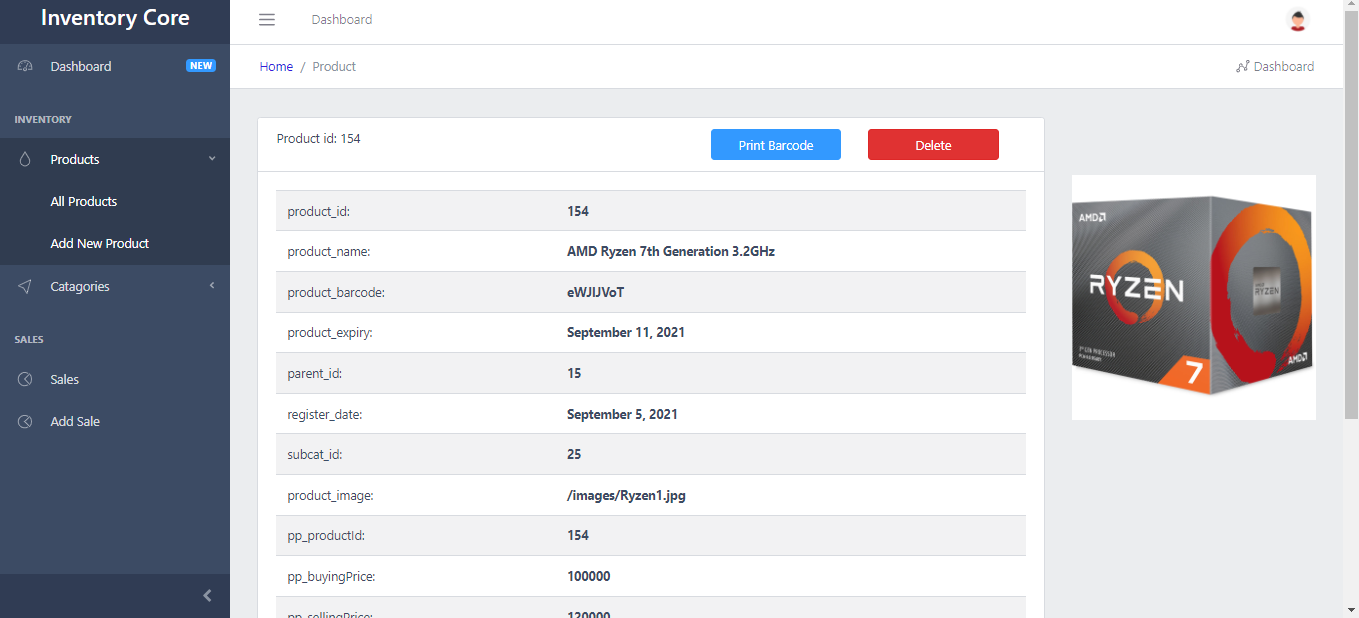 Inventory Core
Dashboard
Dashboard NEW
Home / Product
Dashboard
INVENTORY
Products
All Products
Add New Product
Catagories
SALES
Sales
Add Sale
Product id: 154
Print Barcode
Delete
product_id: 154
product_name: AMD Ryzen 7th Generation 3.2GHz
product_barcode: eWJIJVoT
product_expiry: September 11, 2021
parent_id: 15
register_date: September 5, 2021
subcat_id: 25
product_image: /images/Ryzen1.jpg
pp_productId: 154
pp_buyingPrice: 100000
pp_sellingPrice: 120000
AMD
RYZEN
RYZEN
AMD
7